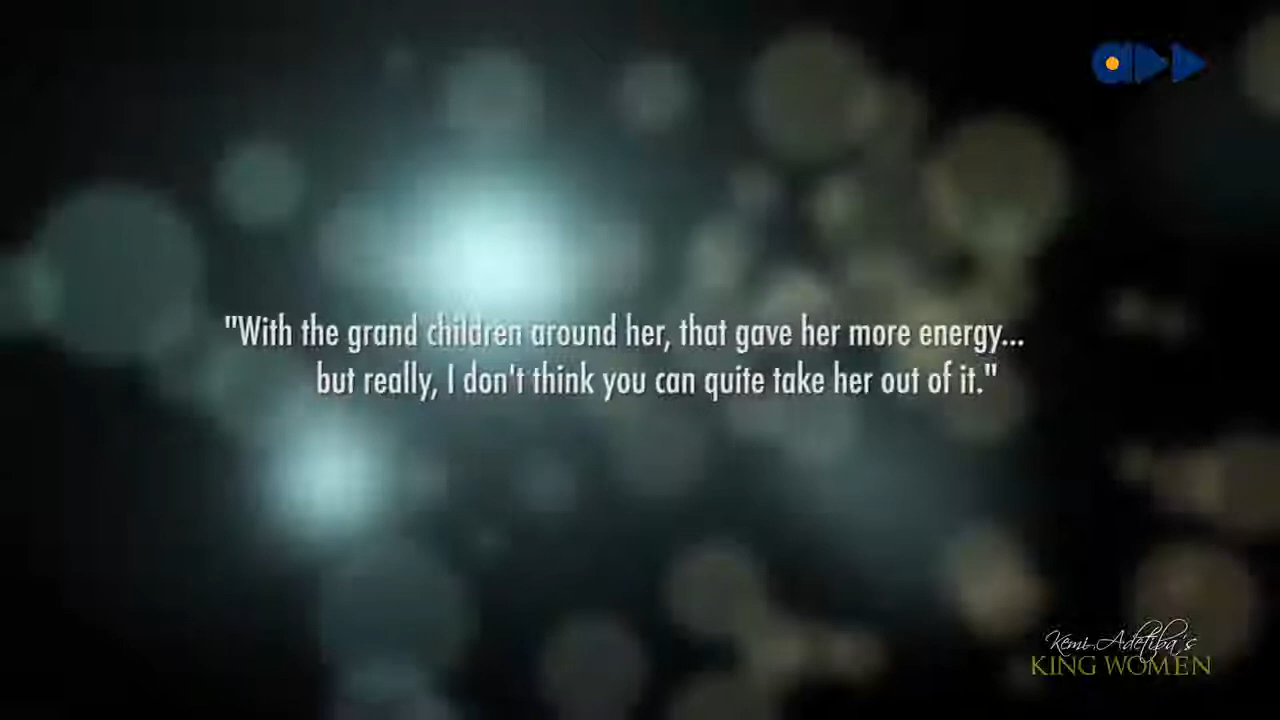 "With the grand children around her, that gave her more energy...
but really, I don't think you can quite take her out of it."
Kemi Adetiba's
KING WOMEN